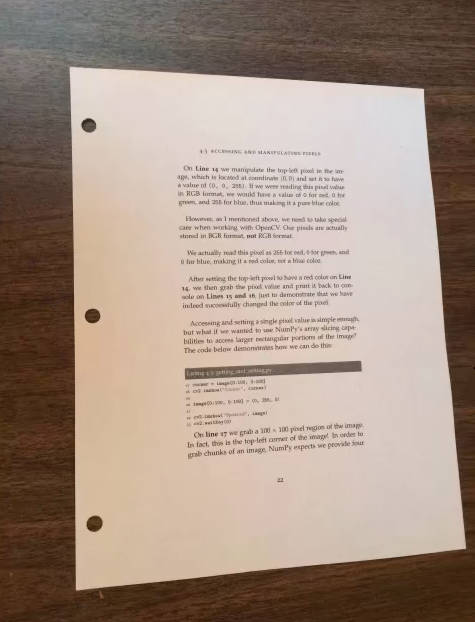 4.3 ACCESSING AND MANIPULATING PIXELS
On Line 14 we manipulate the top-left pixel in the im-
age, which is located at coordinate (0,0) and set it to have
a value of (0, 0, 255). If we were reading this pixel value
in RGB format, we would have a value of 0 for red, 0 for
green, and 255 for blue, thus making it a pure blue color.
However, as I mentioned above, we need to take special
care when working with OpenCV. Our pixels are actually
stored in BGR format, not RGB format.
We actually read this pixel as 255 for red, 0 for green, and
0 for blue, making it a red color, not a blue color.
After setting the top-left pixel to have a red color on Line
14, we then grab the pixel value and print it back to con-
sole on Lines 15 and 16, just to demonstrate that we have
indeed successfully changed the color of the pixel.
Accessing and setting a single pixel value is simple enough,
but what if we wanted to use NumPy's array slicing capa-
bilities to access larger rectangular portions of the image?
The code below demonstrates how we can do this:
Listing 4.3: getting_and_setting.py
17 corner = image[0:100, 0:100]
18 cv2.imshow("Corner", corner)
19
20 image[0:100, 0:100] = (0, 255, 0)
21
22 cv2.imshow("Updated", image)
23 cv2.waitKey(0)
On line 17 we grab a 100 × 100 pixel region of the image.
In fact, this is the top-left corner of the image! In order to
grab chunks of an image, NumPy expects we provide four
22